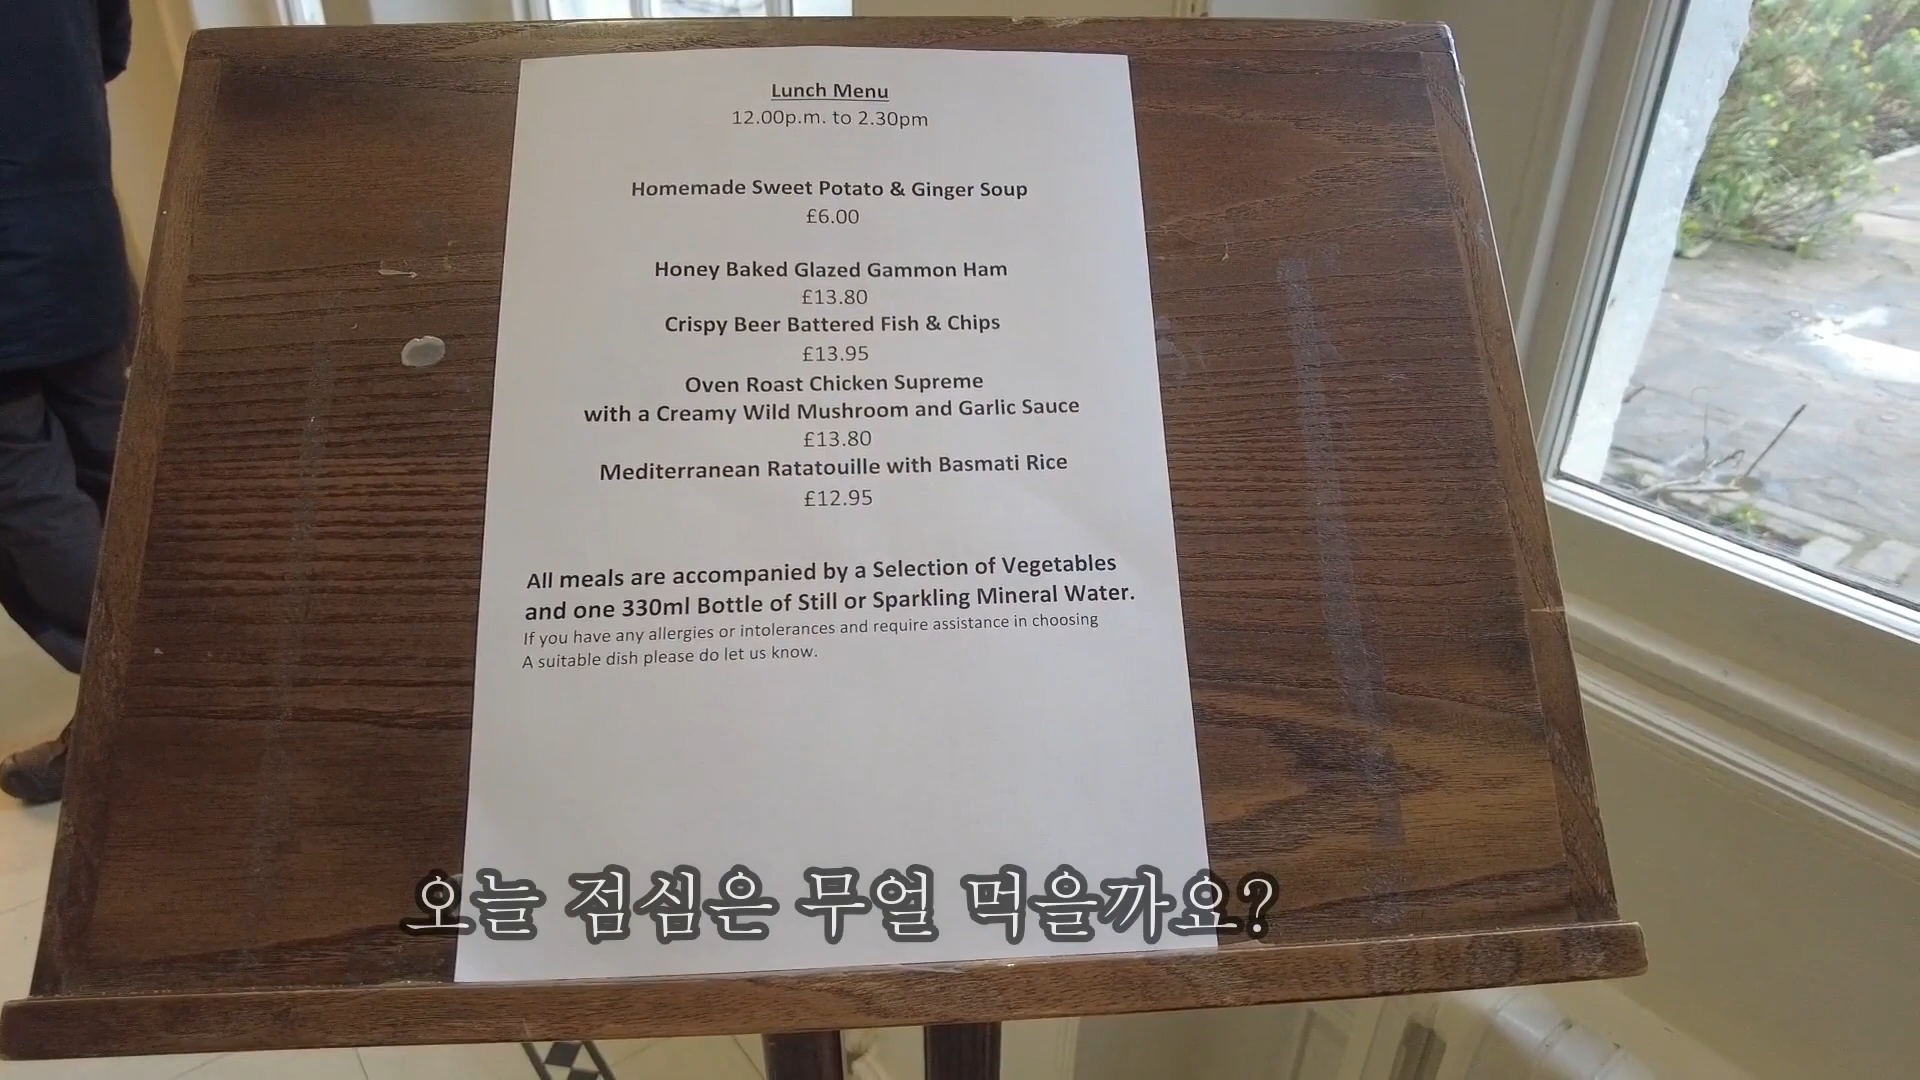 Lunch Menu
12.00p.m. to 2.30pm
Homemade Sweet Potato & Ginger Soup
£6.00
Honey Baked Glazed Gammon Ham
£13.80
Crispy Beer Battered Fish & Chips
£13.95
Oven Roast Chicken Supreme
with a Creamy Wild Mushroom and Garlic Sauce
£13.80
Mediterranean Ratatouille with Basmati Rice
£12.95
All meals are accompanied by a Selection of Vegetables
and one 330ml Bottle of Still or Sparkling Mineral Water.
If you have any allergies or intolerances and require assistance in choosing
A suitable dish please do let us know.
오늘 점심은 무얼 먹을까요?